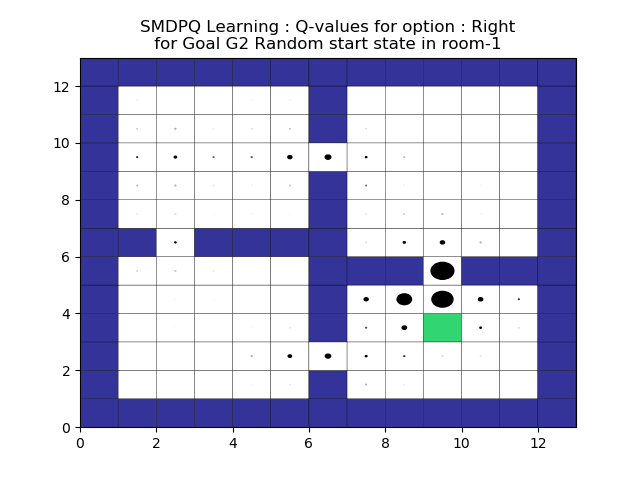 SMDPQ Learning : Q-values for option : Right
for Goal G2 Random start state in room-1
12
10
8
6
4
2
0
0 2 4 6 8 10 12